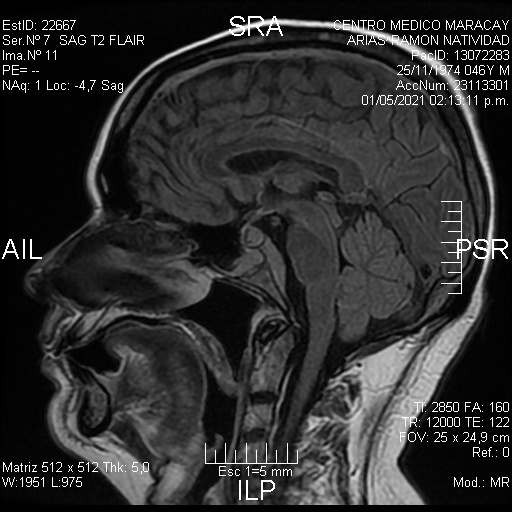 EstID: 22667
Ser.Nº 7 SAG T2 FLAIR
Ima.Nº 11
PE= --
NAq: 1 Loc: -4,7 Sag
SRA
CENTRO MEDICO MARACAY
ARIAS RAMON NATIVIDAD
PacID: 13072283
25/11/1974 046Y M
AccNum: 23113301
01/05/2021 02:13:11 p.m.
AIL
PSR
TI: 2850 FA: 160
TR: 12000 TE: 122
FOV: 25 x 24,9 cm
Ref.: 0
Mod.: MR
Matriz 512 x 512 Thk: 5,0
W:1951 L:975
Esc 1=5 mm
ILP